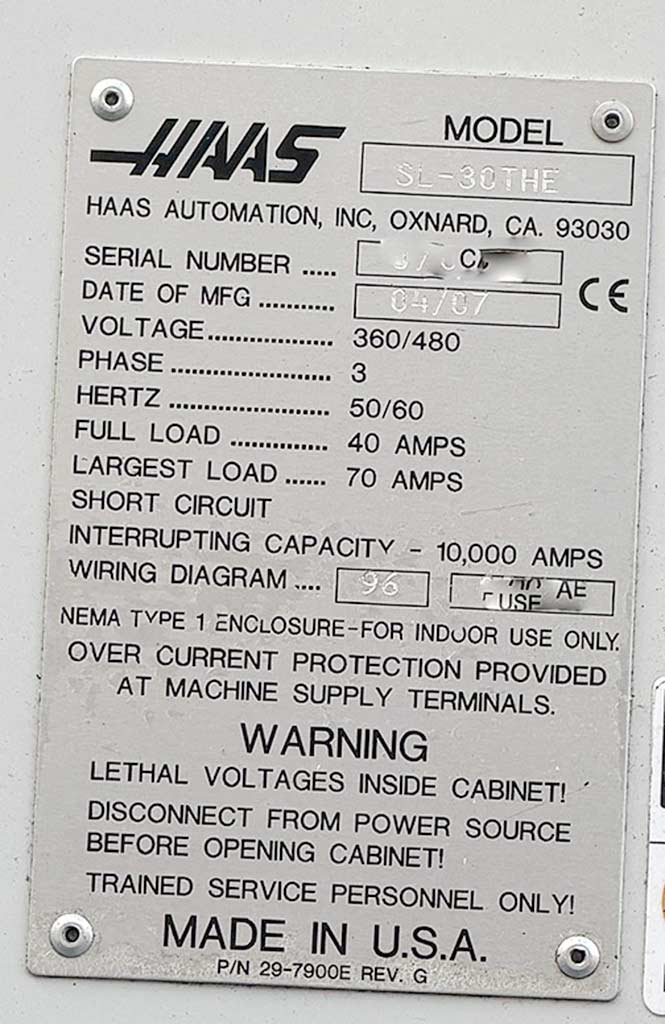 HAAS
MODEL
SL-30THE
HAAS AUTOMATION, INC, OXNARD, CA. 93030
SERIAL NUMBER .....
DATE OF MFG ........... 04/07
CE
VOLTAGE.................. 360/480
PHASE ....................... 3
HERTZ ....................... 50/60
FULL LOAD .............. 40 AMPS
LARGEST LOAD ...... 70 AMPS
SHORT CIRCUIT
INTERRUPTING CAPACITY - 10,000 AMPS
WIRING DIAGRAM .... 96 AE
NEMA TYPE 1 ENCLOSURE-FOR INDOOR USE ONLY.
OVER CURRENT PROTECTION PROVIDED
AT MACHINE SUPPLY TERMINALS.
WARNING
LETHAL VOLTAGES INSIDE CABINET!
DISCONNECT FROM POWER SOURCE
BEFORE OPENING CABINET!
TRAINED SERVICE PERSONNEL ONLY!
MADE IN U.S.A.
P/N 29-7900E REV. G